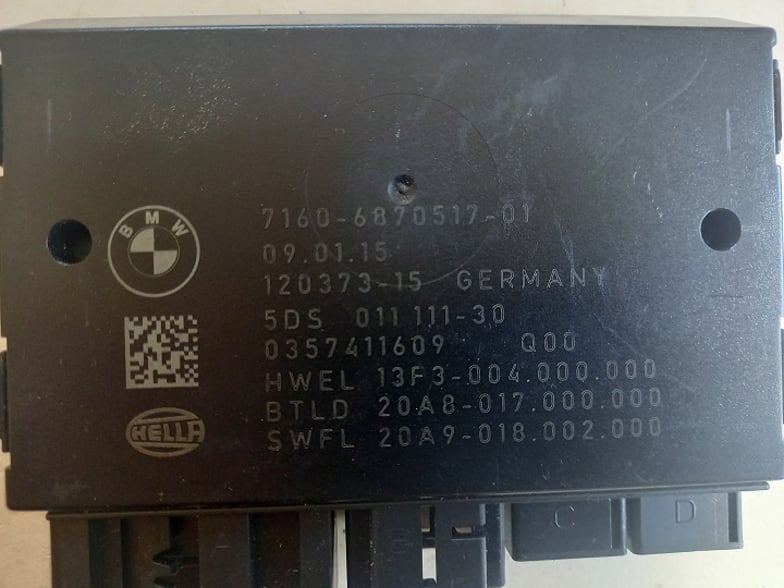 BMW
7160-6870517-01
09.01.15
120373-15 GERMANY
5DS 011 111-30
0357411609 Q00
HWEL 13F3-004.000.000
BTLD 20A8-017.000.000
HELLA
SWFL 20A9-018.002.000
A
C
D